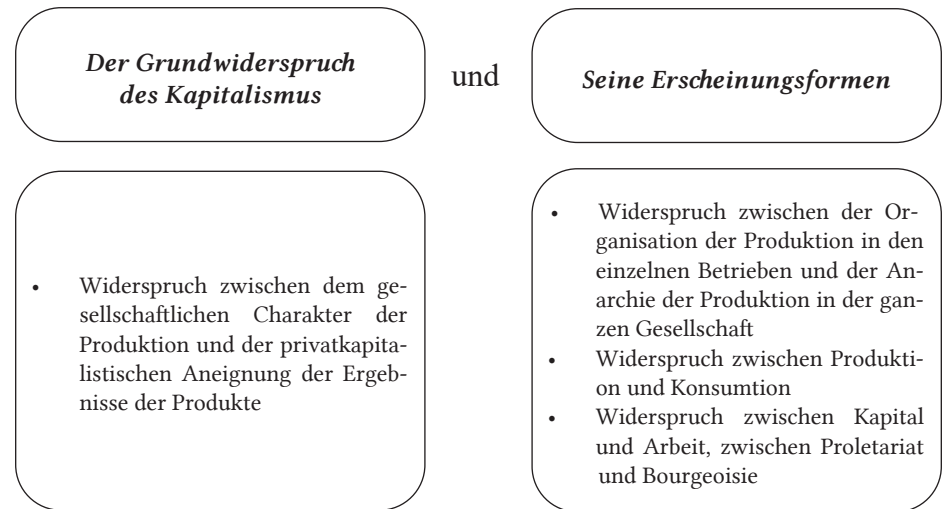 Der Grundwiderspruch
des Kapitalismus
und
Seine Erscheinungsformen
• Widerspruch zwischen dem ge-
sellschaftlichen Charakter der
Produktion und der privatkapita-
listischen Aneignung der Ergeb-
nisse der Produkte
• Widerspruch zwischen der Or-
ganisation der Produktion in den
einzelnen Betrieben und der An-
archie der Produktion in der gan-
zen Gesellschaft
• Widerspruch zwischen Produkti-
on und Konsumtion
• Widerspruch zwischen Kapital
und Arbeit, zwischen Proletariat
und Bourgeoisie